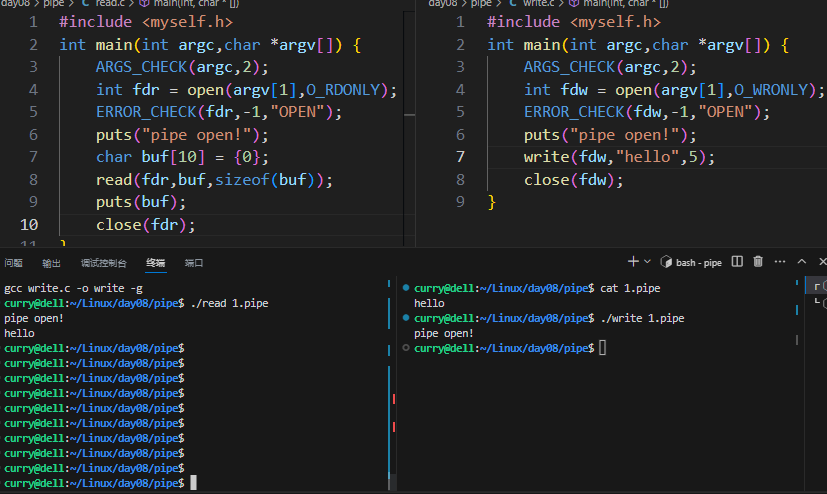 day08 > pipe > C read.c > main(int, char * [])
1 #include <myself.h>
2 int main(int argc,char *argv[]) {
3 ARGS_CHECK(argc,2);
4 int fdr = open(argv[1],O_RDONLY);
5 ERROR_CHECK(fdr,-1,"OPEN");
6 puts("pipe open!");
7 char buf[10] = {0};
8 read(fdr,buf,sizeof(buf));
9 puts(buf);
10 close(fdr);
11 }
day08 > pipe > C write.c > main(int, char * [])
1 #include <myself.h>
2 int main(int argc,char *argv[]) {
3 ARGS_CHECK(argc,2);
4 int fdw = open(argv[1],O_WRONLY);
5 ERROR_CHECK(fdw,-1,"OPEN");
6 puts("pipe open!");
7 write(fdw,"hello",5);
8 close(fdw);
9 }
问题 输出 调试控制台 终端 端口
bash - pipe
gcc write.c -o write -g
curry@dell:~/Linux/day08/pipe$ ./read 1.pipe
pipe open!
hello
curry@dell:~/Linux/day08/pipe$
curry@dell:~/Linux/day08/pipe$
curry@dell:~/Linux/day08/pipe$
curry@dell:~/Linux/day08/pipe$
curry@dell:~/Linux/day08/pipe$
curry@dell:~/Linux/day08/pipe$
curry@dell:~/Linux/day08/pipe$
curry@dell:~/Linux/day08/pipe$
curry@dell:~/Linux/day08/pipe$
curry@dell:~/Linux/day08/pipe$
curry@dell:~/Linux/day08/pipe$ cat 1.pipe
hello
curry@dell:~/Linux/day08/pipe$ ./write 1.pipe
pipe open!
curry@dell:~/Linux/day08/pipe$